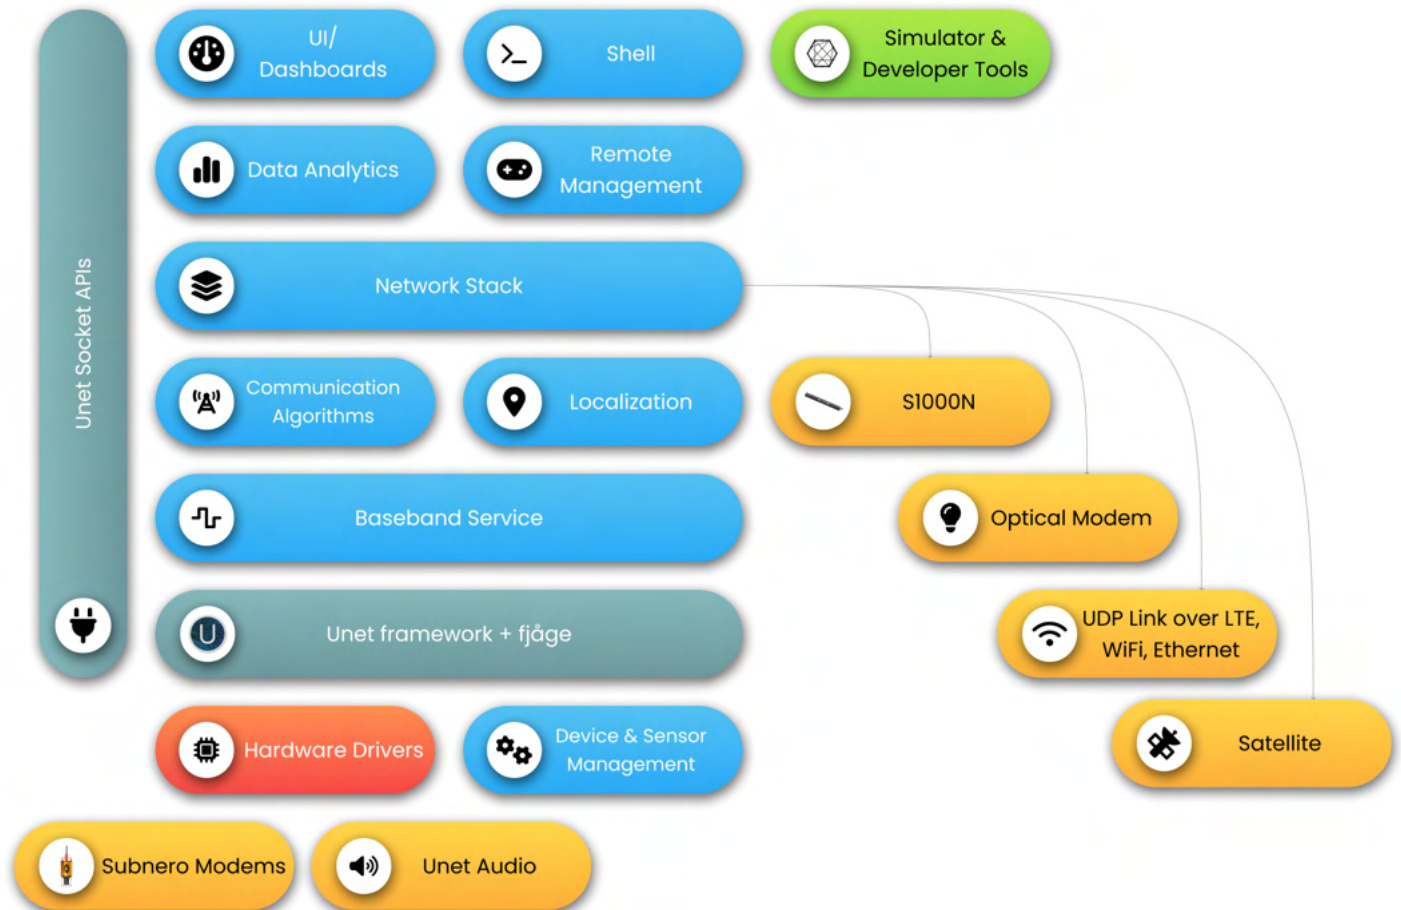 UI/
Dashboards
Shell
Simulator &
Developer Tools
Data Analytics
Remote
Management
Unet Socket APIs
Network Stack
Communication
Algorithms
Localization
S1000N
Baseband Service
Optical Modem
Unet framework + fjåge
UDP Link over LTE,
WiFi, Ethernet
Hardware Drivers
Device & Sensor
Management
Satellite
Subnero Modems
Unet Audio